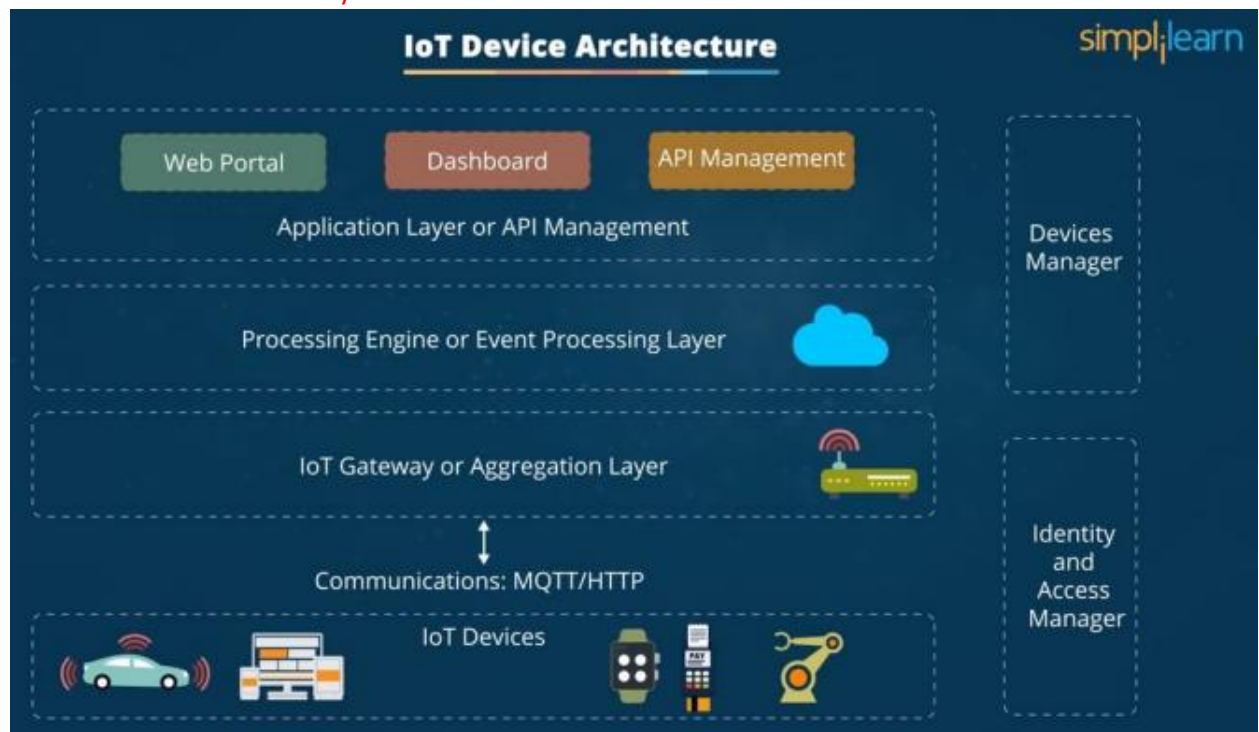 IoT Device Architecture
simplilearn
Web Portal
Dashboard
API Management
Application Layer or API Management
Processing Engine or Event Processing Layer
IoT Gateway or Aggregation Layer
Communications: MQTT/HTTP
IoT Devices
PAY
Devices
Manager
Identity
and
Access
Manager